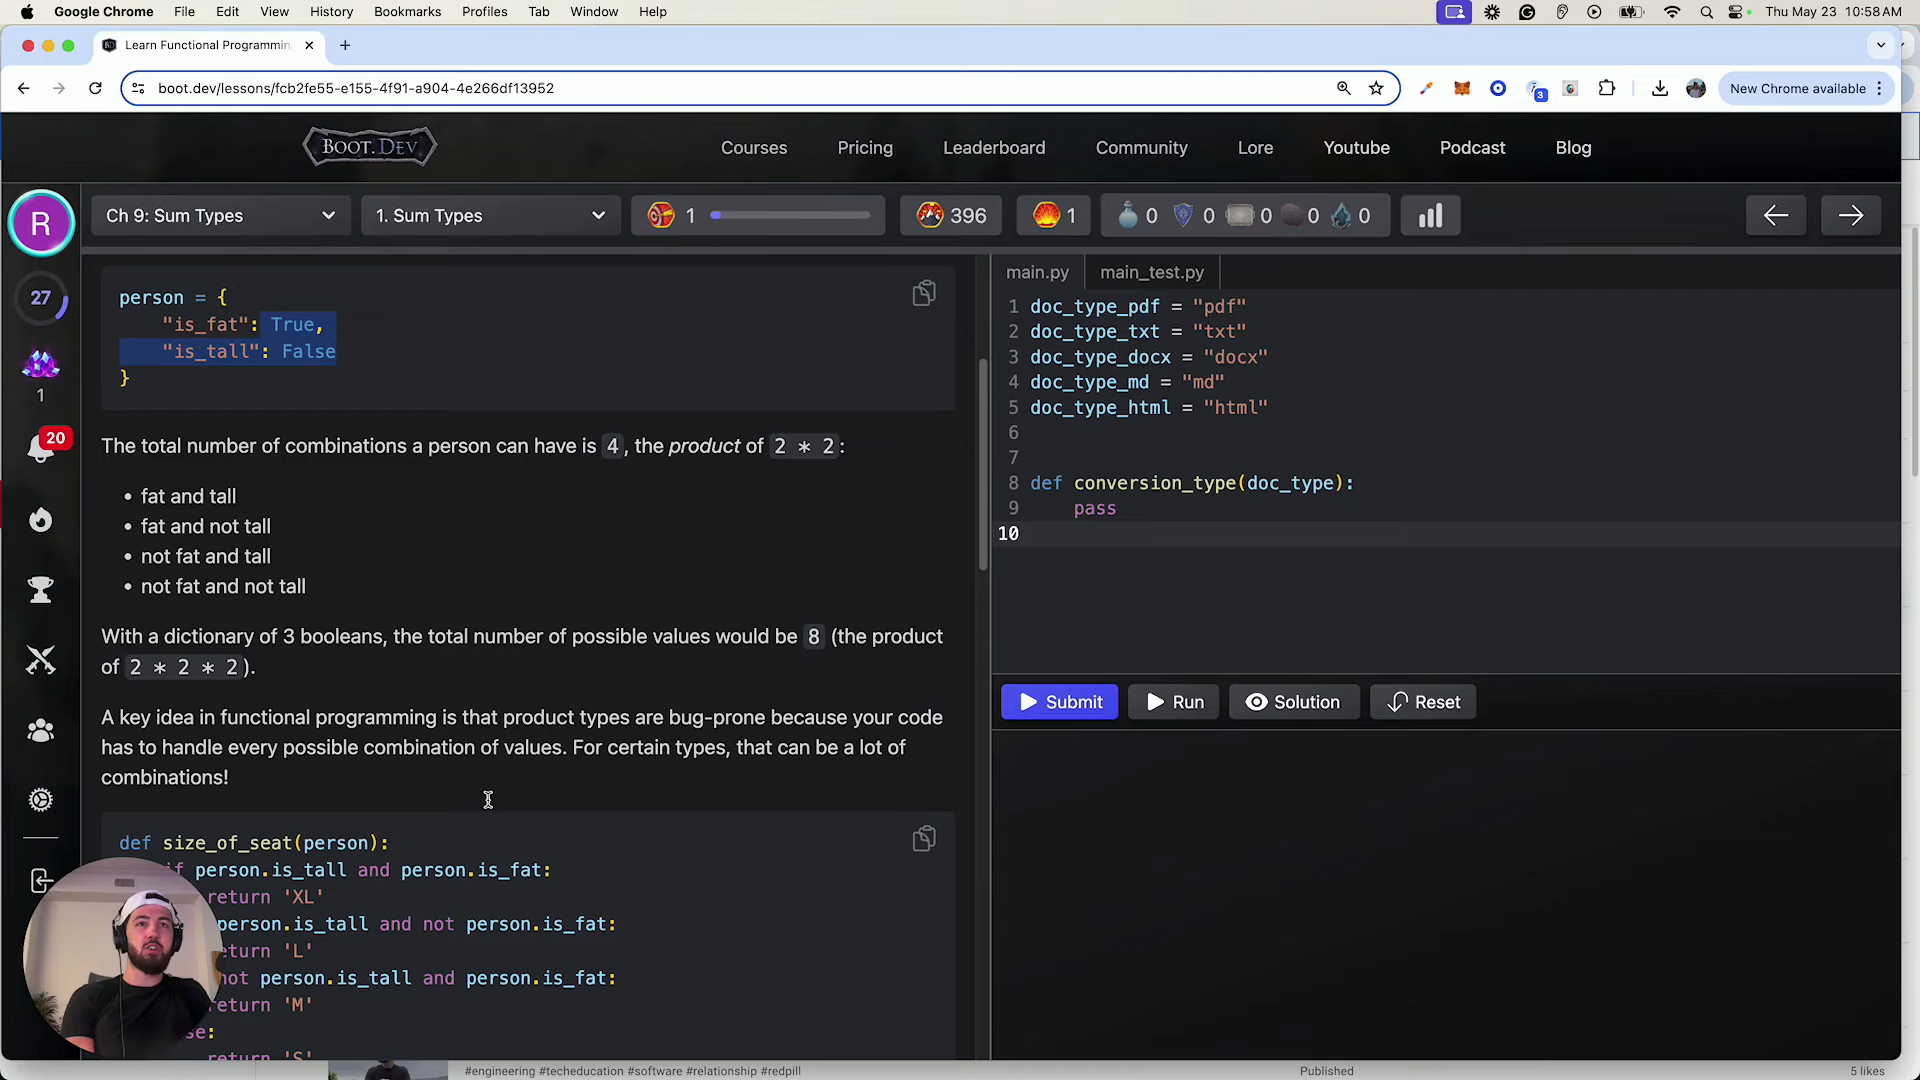 Google Chrome File Edit View History Bookmarks Profiles Tab Window Help Thu May 23 10:58 AM
Learn Functional Programmin
boot.dev/lessons/fcb2fe55-e155-4f91-a904-4e266df13952 3 New Chrome available
BOOT.DEV Courses Pricing Leaderboard Community Lore Youtube Podcast Blog
R Ch 9: Sum Types 1. Sum Types 1 396 1 0 0 0 0 0
27
1
20
person = {
"is_fat": True,
"is_tall": False
}
The total number of combinations a person can have is 4, the product of 2 * 2:
• fat and tall
• fat and not tall
• not fat and tall
• not fat and not tall
With a dictionary of 3 booleans, the total number of possible values would be 8 (the product
of 2 * 2 * 2).
A key idea in functional programming is that product types are bug-prone because your code
has to handle every possible combination of values. For certain types, that can be a lot of
combinations!
def size_of_seat(person):
if person.is_tall and person.is_fat:
return 'XL'
person.is_tall and not person.is_fat:
eturn 'L'
not person.is_tall and person.is_fat:
return 'M'
se:
return 'S'
main.py main_test.py
1 doc_type_pdf = "pdf"
2 doc_type_txt = "txt"
3 doc_type_docx = "docx"
4 doc_type_md = "md"
5 doc_type_html = "html"
6
7
8 def conversion_type(doc_type):
9 pass
10
Submit Run Solution Reset
#engineering #techeducation #software #relationship #redpill Published 5 likes